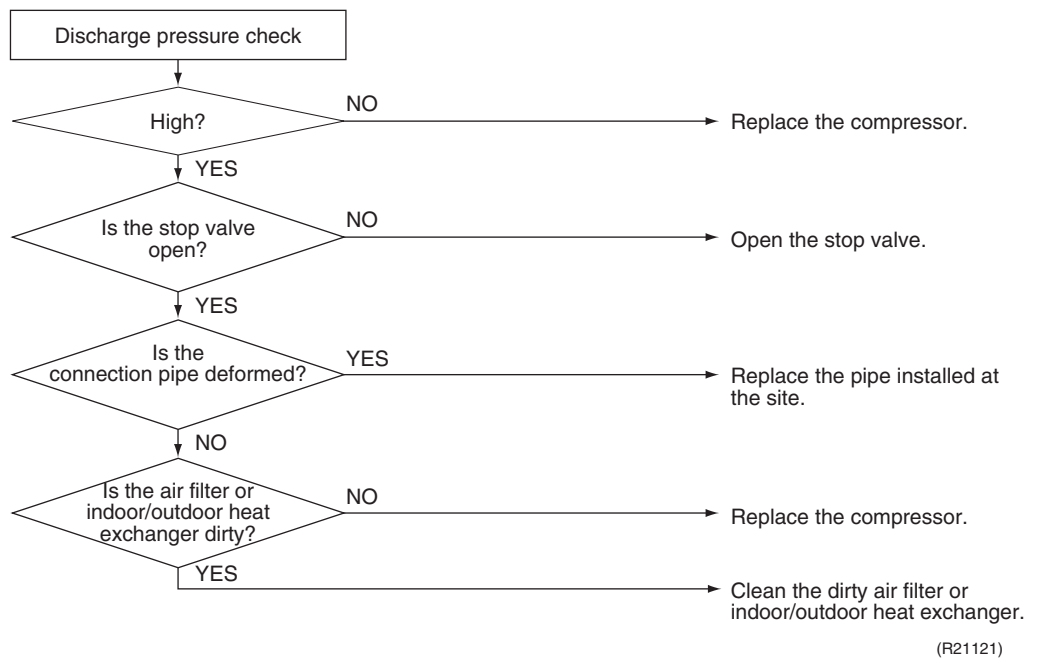 Discharge pressure check
High?
NO
Replace the compressor.
YES
Is the stop valve
open?
NO
Open the stop valve.
YES
Is the
connection pipe deformed?
YES
Replace the pipe installed at
the site.
NO
Is the air filter or
indoor/outdoor heat
exchanger dirty?
NO
Replace the compressor.
YES
Clean the dirty air filter or
indoor/outdoor heat exchanger.
(R21121)